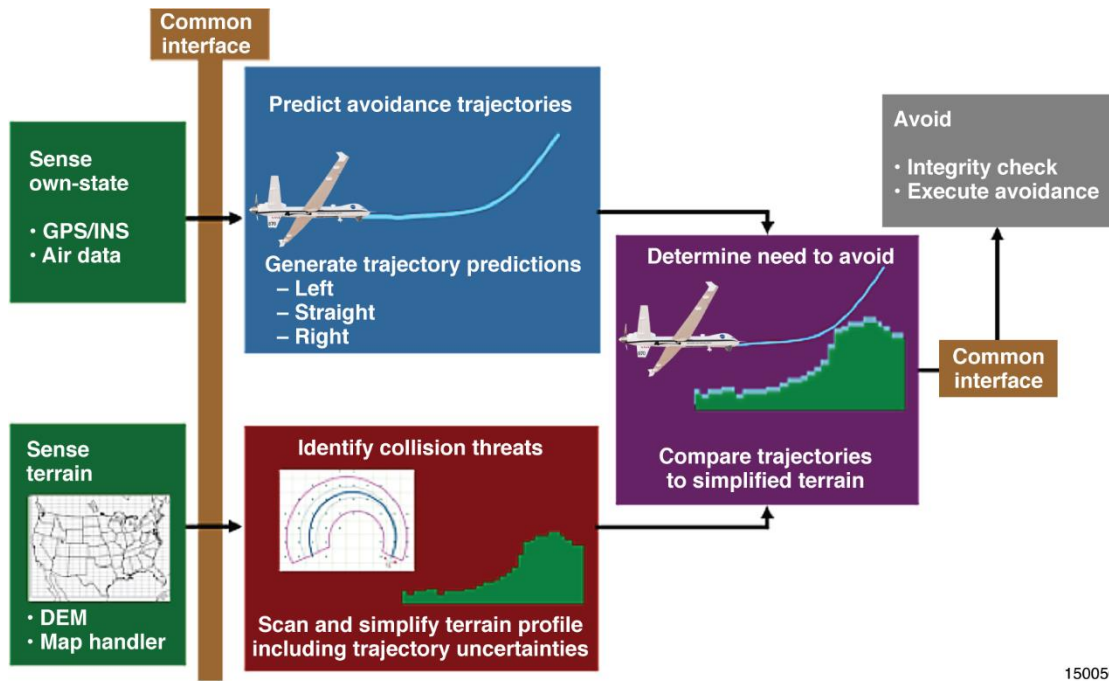 Common
interface
Sense
own-state
• GPS/INS
• Air data
Predict avoidance trajectories
Generate trajectory predictions
– Left
– Straight
– Right
Sense
terrain
• DEM
• Map handler
Identify collision threats
Scan and simplify terrain profile
including trajectory uncertainties
Determine need to avoid
Compare trajectories
to simplified terrain
Common
interface
Avoid
• Integrity check
• Execute avoidance
15005